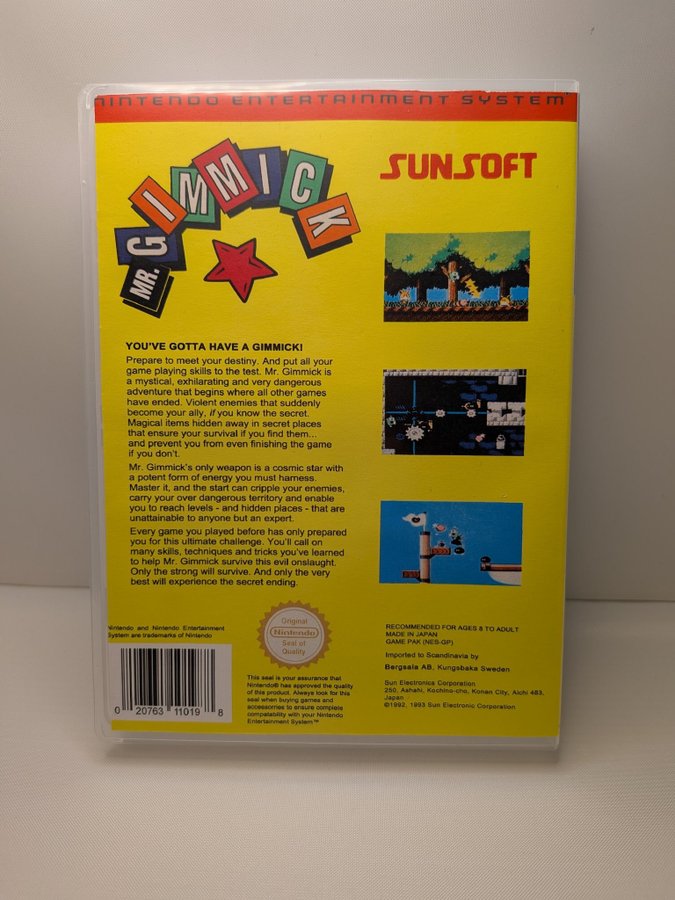 NINTENDO ENTERTAINMENT SYSTEM
MR. GIMMICK
SUNSOFT
YOU'VE GOTTA HAVE A GIMMICK!
Prepare to meet your destiny. And put all your
game playing skills to the test. Mr. Gimmick is
a mystical, exhilarating and very dangerous
adventure that begins where all other games
have ended. Violent enemies that suddenly
become your ally, if you know the secret.
Magical items hidden away in secret places
that ensure your survival if you find them...
and prevent you from even finishing the game
if you don't.
Mr. Gimmick's only weapon is a cosmic star with
a potent form of energy you must harness.
Master it, and the start can cripple your enemies,
carry your over dangerous territory and enable
you to reach levels - and hidden places - that are
unattainable to anyone but an expert.
Every game you played before has only prepared
you for this ultimate challenge. You'll call on
many skills, techniques and tricks you've learned
to help Mr. Gimmick survive this evil onslaught.
Only the strong will survive. And only the very
best will experience the secret ending.
Nintendo and Nintendo Entertainment
System are trademarks of Nintendo
0 20763 11019 8
Original
Nintendo
Seal of
Quality
This seal is your assurance that
Nintendo® has approved the quality
of this product. Always look for this
seal when buying games and
accessories to ensure complete
compatability with your Nintendo
Entertainment System™
RECOMMENDED FOR AGES 8 TO ADULT
MADE IN JAPAN
GAME PAK (NES-GP)
Imported to Scandinavia by
Bergsala AB, Kungsbaka Sweden
Sun Electronics Corporation
250, Ashahi, Kochino-cho, Konan City, Aichi 483,
Japan
©1992, 1993 Sun Electronic Corporation